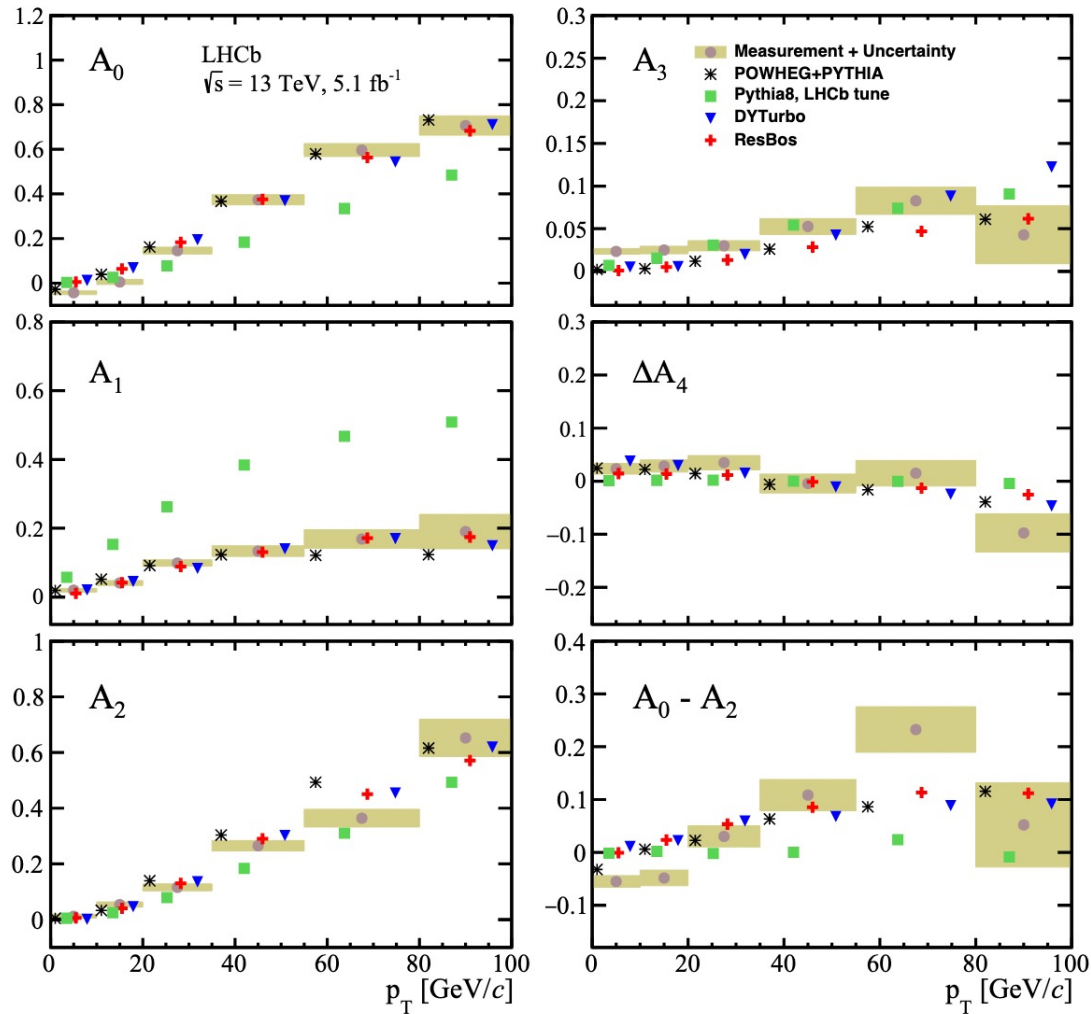 A₀
LHCb
√s = 13 TeV, 5.1 fb⁻¹
1.2
1
0.8
0.6
0.4
0.2
0
A₃
Measurement + Uncertainty
POWHEG+PYTHIA
Pythia8, LHCb tune
DYTurbo
ResBos
0.3
0.25
0.2
0.15
0.1
0.05
0
A₁
0.8
0.6
0.4
0.2
0
ΔA₄
0.3
0.2
0.1
0
−0.1
−0.2
A₂
1
0.8
0.6
0.4
0.2
0
0 20 40 60 80 100
p_T [GeV/c]
A₀ - A₂
0.4
0.3
0.2
0.1
0
−0.1
0 20 40 60 80 100
p_T [GeV/c]